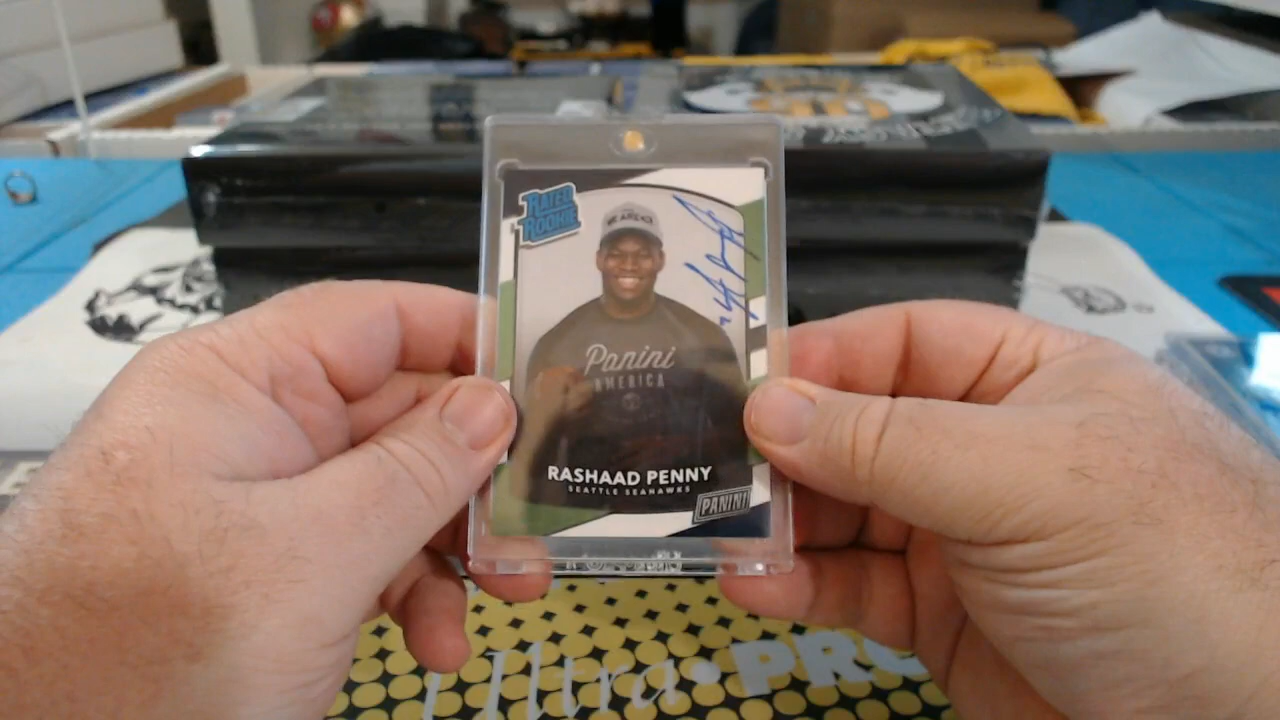 RATED
ROOKIE
Panini
AMERICA
RASHAAD PENNY
SEATTLE SEAHAWKS
PANINI
Ultra•PRO